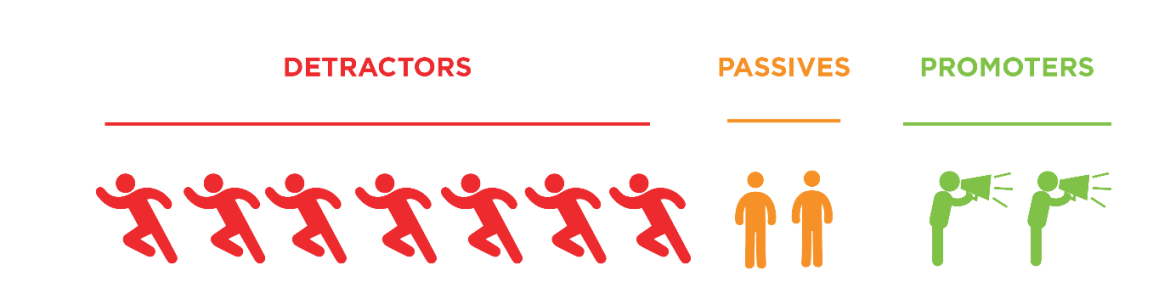 DETRACTORS PASSIVES PROMOTERS